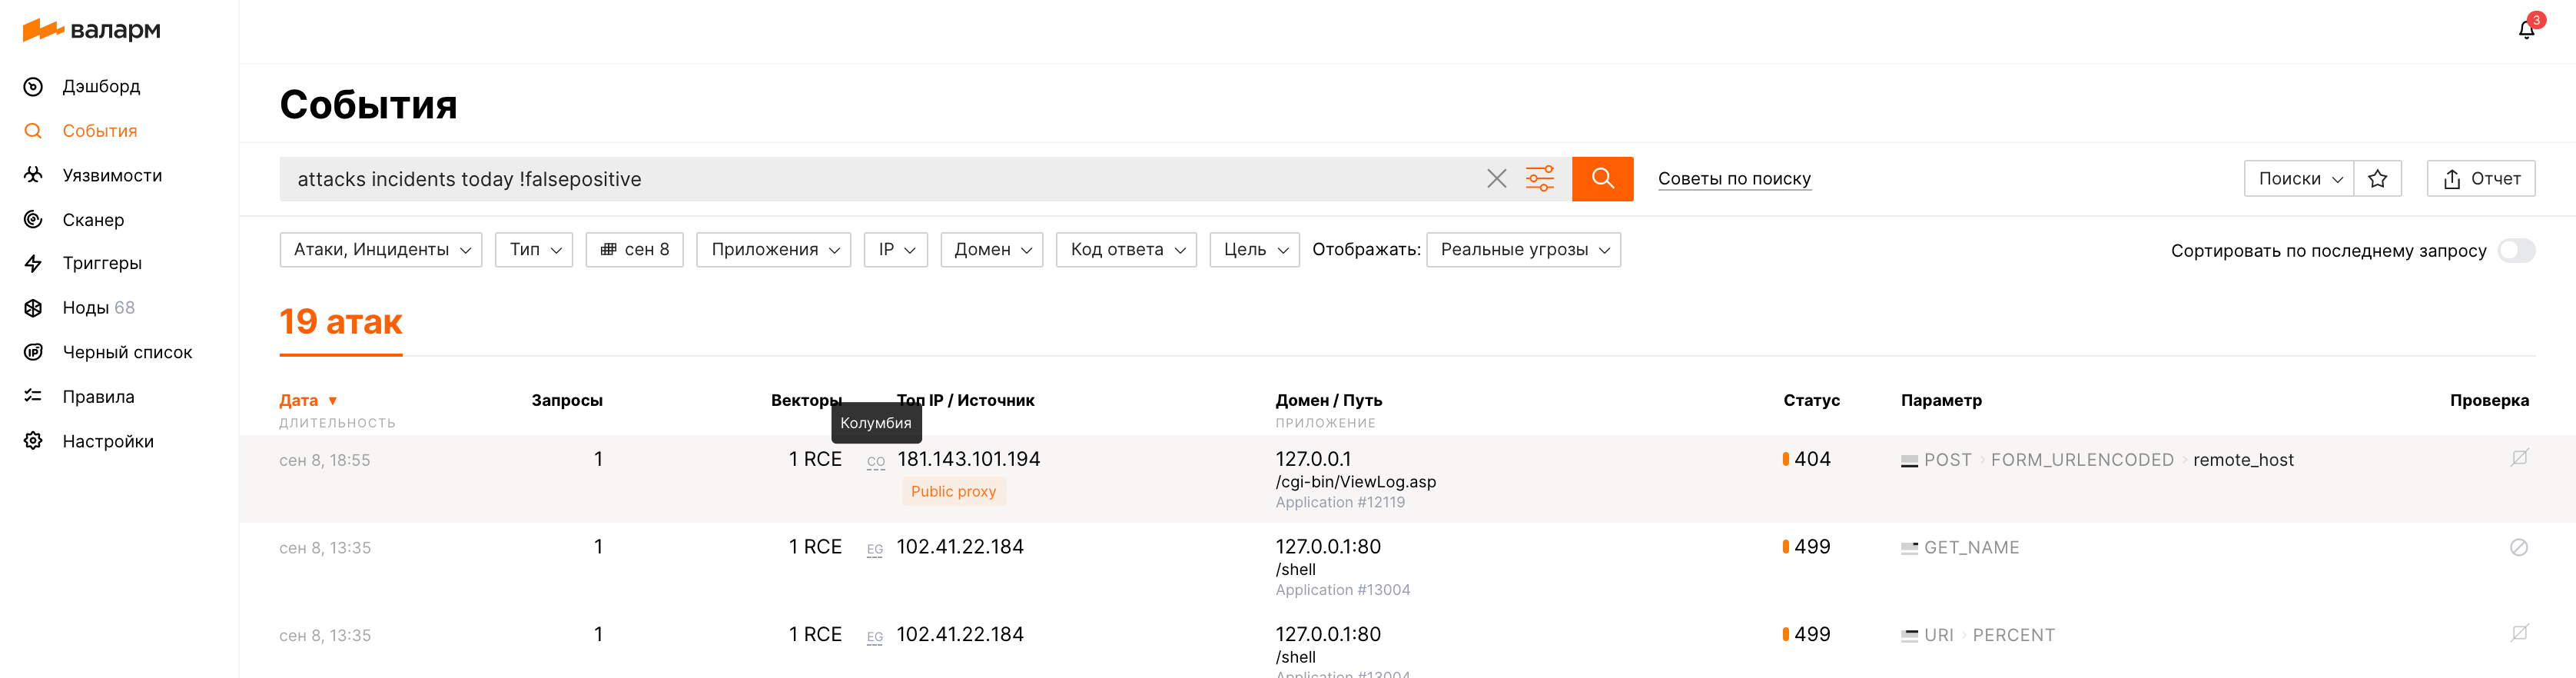 валарм
3
Дэшборд
События
Уязвимости
Сканер
Триггеры
Ноды 68
Черный список
Правила
Настройки
События
attacks incidents today !falsepositive
Советы по поиску
Поиски
Отчет
Атаки, Инциденты
Тип
сен 8
Приложения
IP
Домен
Код ответа
Цель
Отображать:
Реальные угрозы
Сортировать по последнему запросу
19 атак
Дата ▼
ДЛИТЕЛЬНОСТЬ
Запросы
Векторы
Топ IP / Источник
Домен / Путь
ПРИЛОЖЕНИЕ
Статус
Параметр
Проверка
Колумбия
сен 8, 18:55
1
1 RCE
CO
181.143.101.194
Public proxy
127.0.0.1
/cgi-bin/ViewLog.asp
Application #12119
404
POST › FORM_URLENCODED › remote_host
сен 8, 13:35
1
1 RCE
EG
102.41.22.184
127.0.0.1:80
/shell
Application #13004
499
GET_NAME
сен 8, 13:35
1
1 RCE
EG
102.41.22.184
127.0.0.1:80
/shell
Application #13004
499
URI › PERCENT